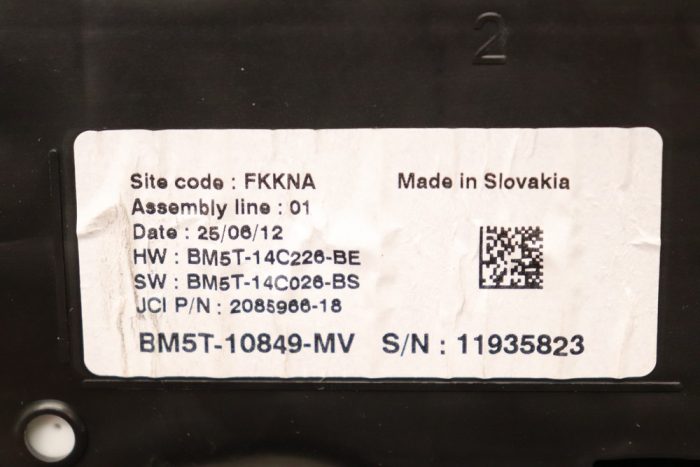 2
Site code : FKKNA
Made in Slovakia
Assembly line : 01
Date : 25/06/12
HW : BM5T-14C226-BE
SW : BM5T-14C026-BS
JCI P/N : 2085966-18
BM5T-10849-MV S/N : 11935823